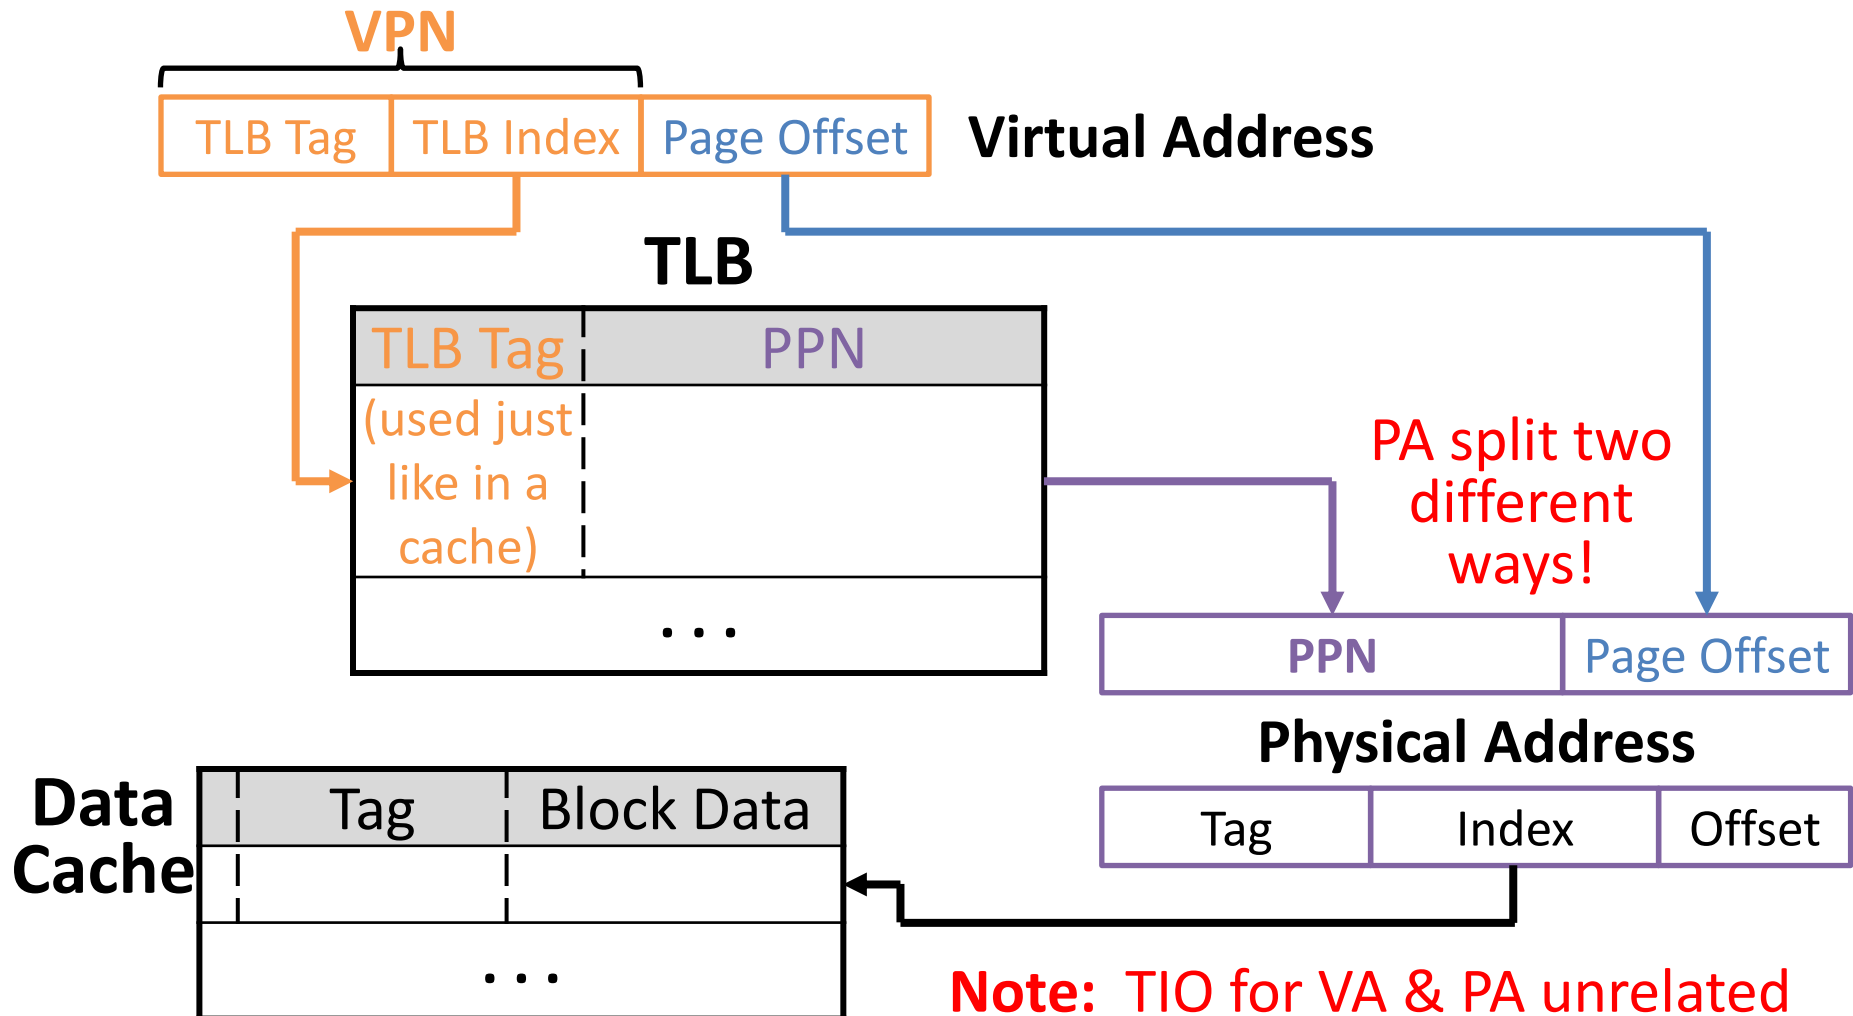 VPN
TLB Tag TLB Index Page Offset Virtual Address
TLB
TLB Tag PPN
(used just
like in a
cache)
...
PA split two
different
ways!
PPN Page Offset
Physical Address
Tag Index Offset
Data
Cache
Tag Block Data
...
Note: TIO for VA & PA unrelated